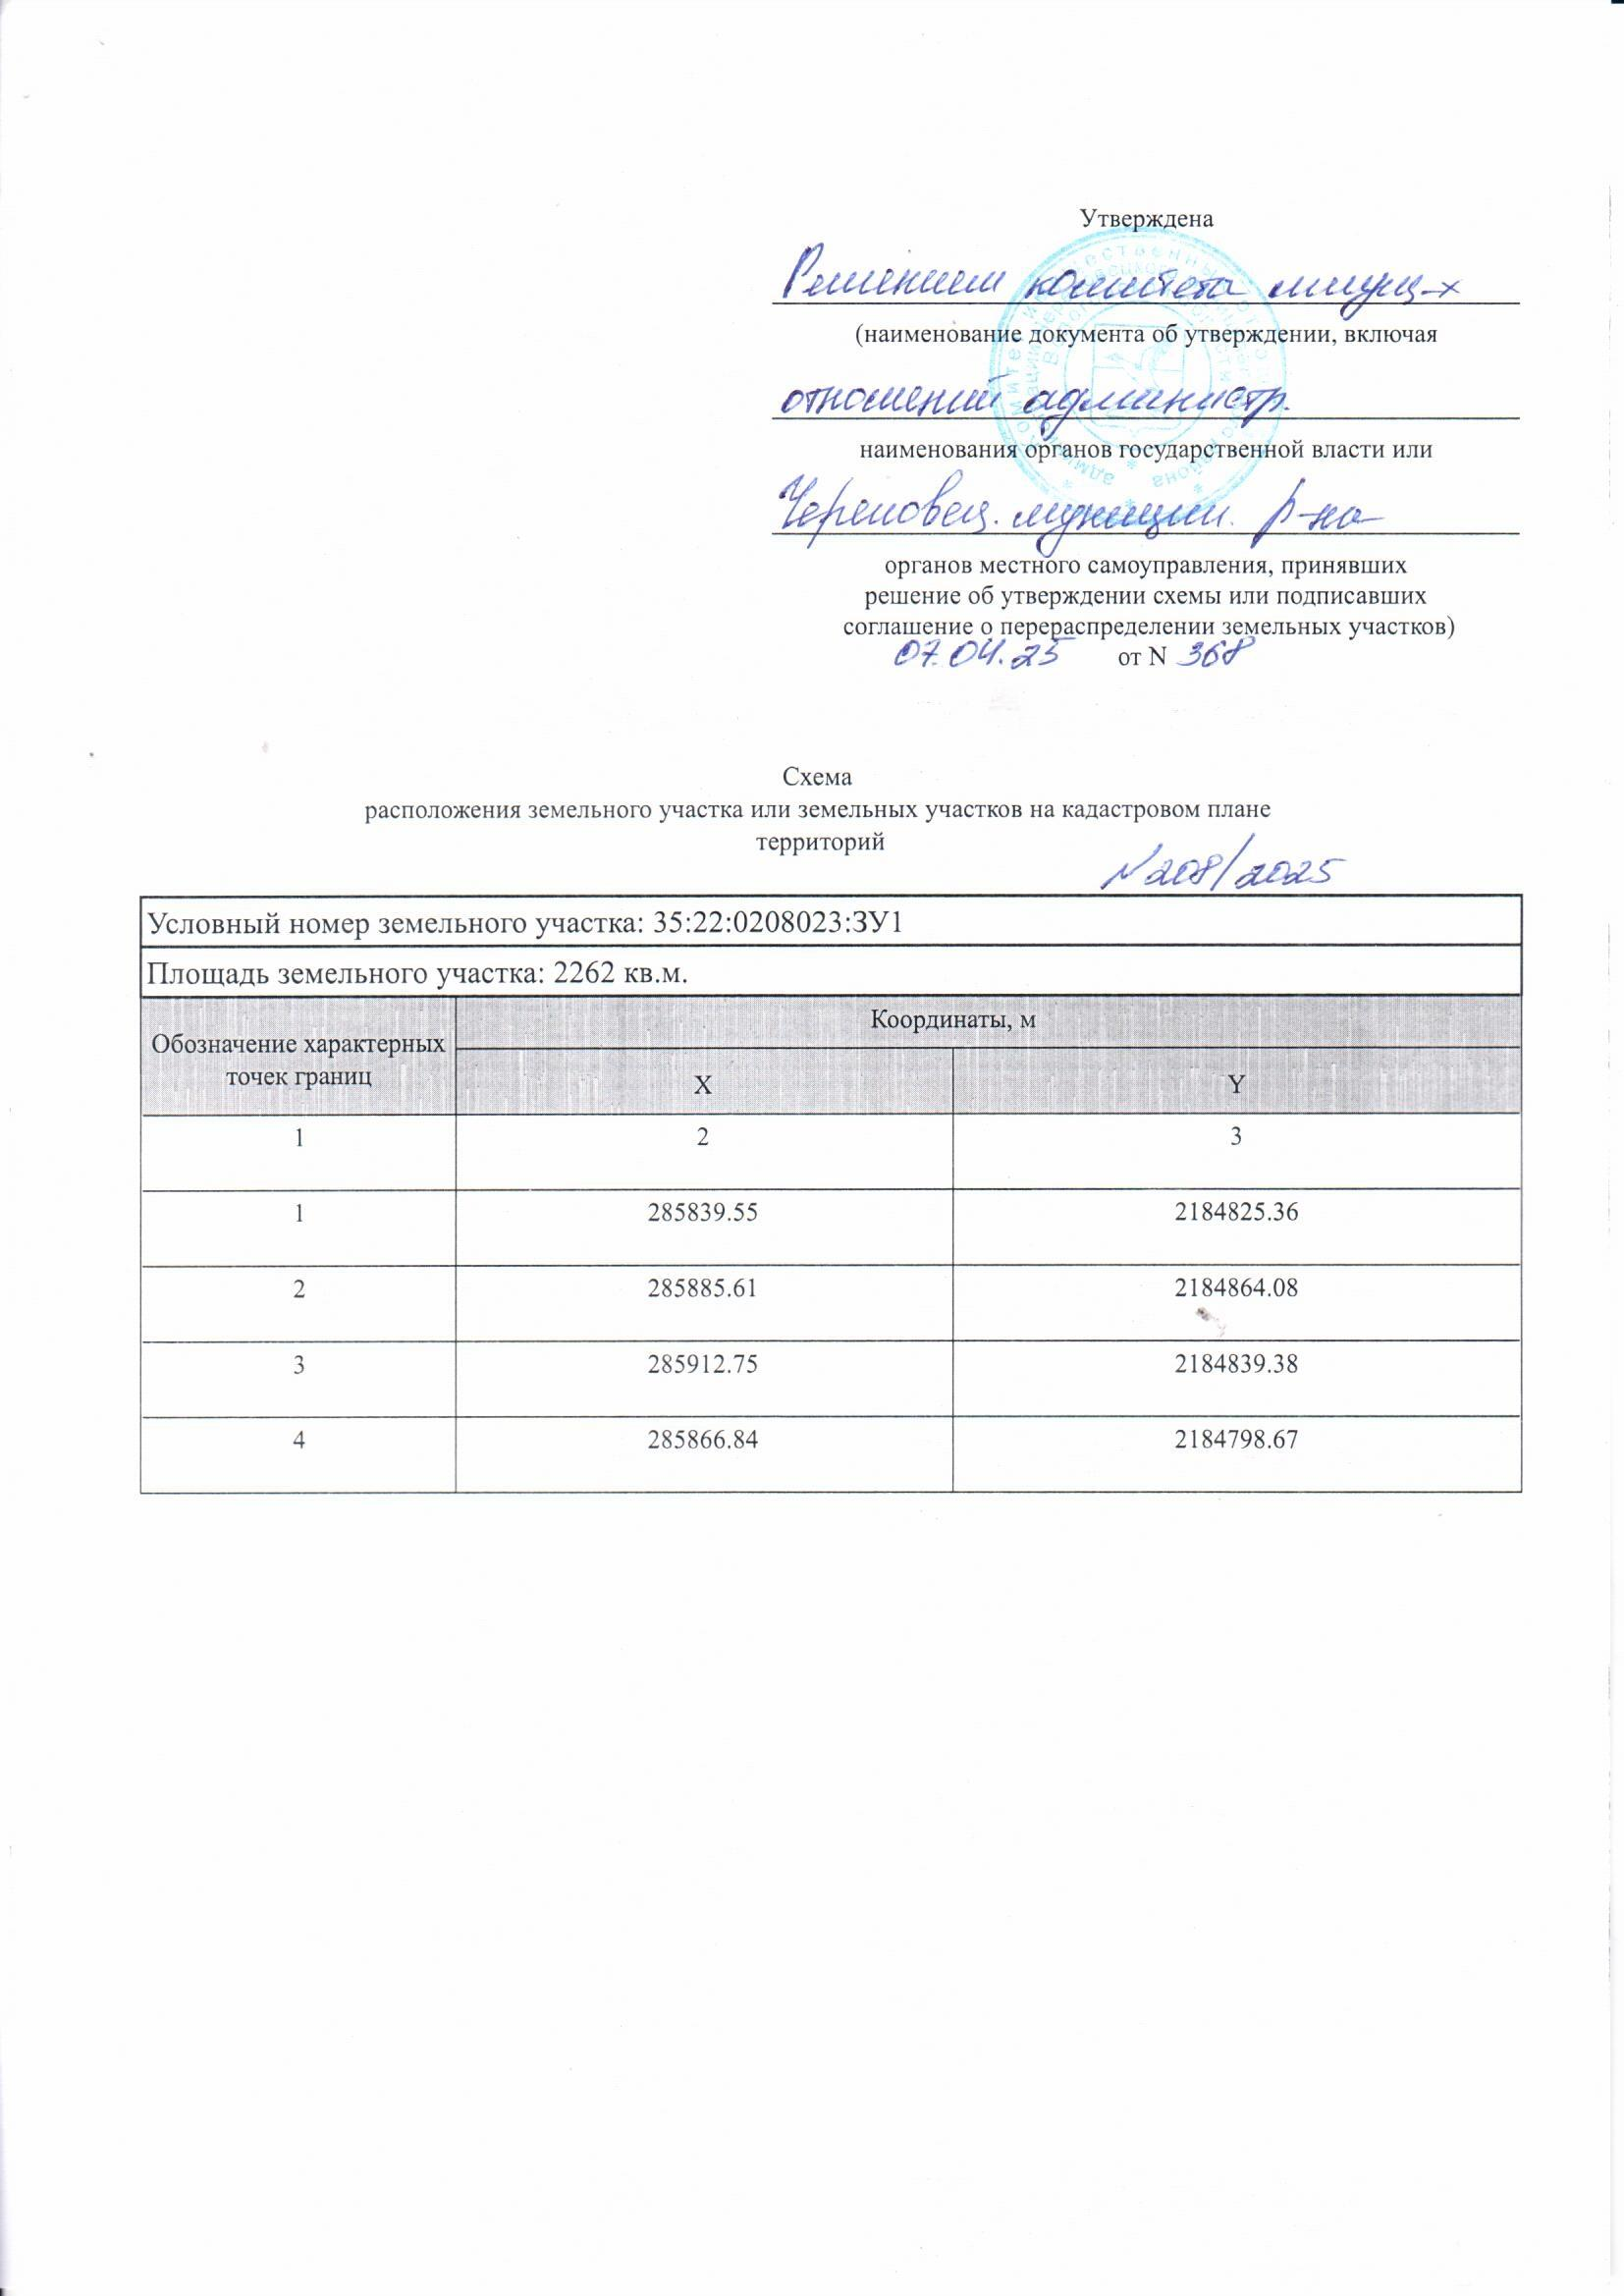 Утверждена
Решением комитета имущ-х
(наименование документа об утверждении, включая
отношений администр.
наименования органов государственной власти или
Череповец. муницип. р-на
органов местного самоуправления, принявших
решение об утверждении схемы или подписавших
соглашение о перераспределении земельных участков)
07.04.25 от N 368
Схема
расположения земельного участка или земельных участков на кадастровом плане
территорий
N208/2025
Условный номер земельного участка: 35:22:0208023:ЗУ1
Площадь земельного участка: 2262 кв.м.
Обозначение характерных
точек границ
Координаты, м
X Y
1 2 3
1 285839.55 2184825.36
2 285885.61 2184864.08
3 285912.75 2184839.38
4 285866.84 2184798.67